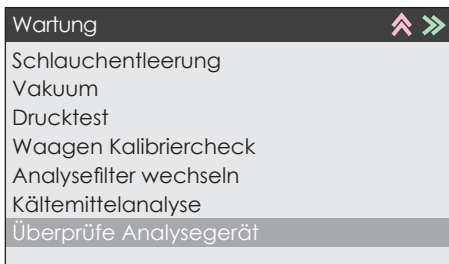 Wartung
Schlauchentleerung
Vakuum
Drucktest
Waagen Kalibriercheck
Analysefilter wechseln
Kältemittelanalyse
Überprüfe Analysegerät